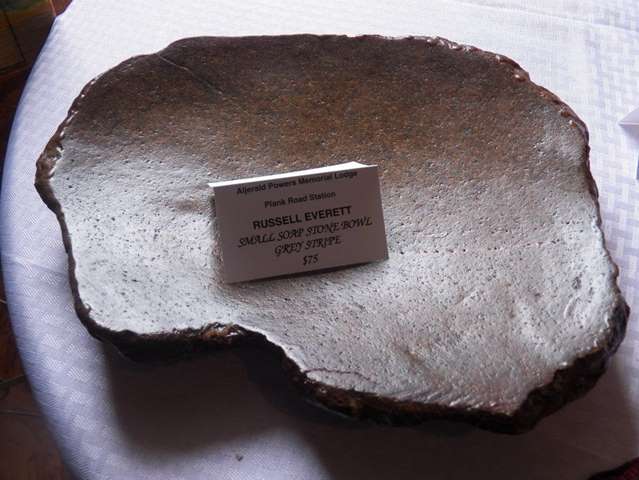 Aljerald Powers Memorial Lodge
Plank Road Station
RUSSELL EVERETT
SMALL SOAP STONE BOWL
GREY STRIPE
$75